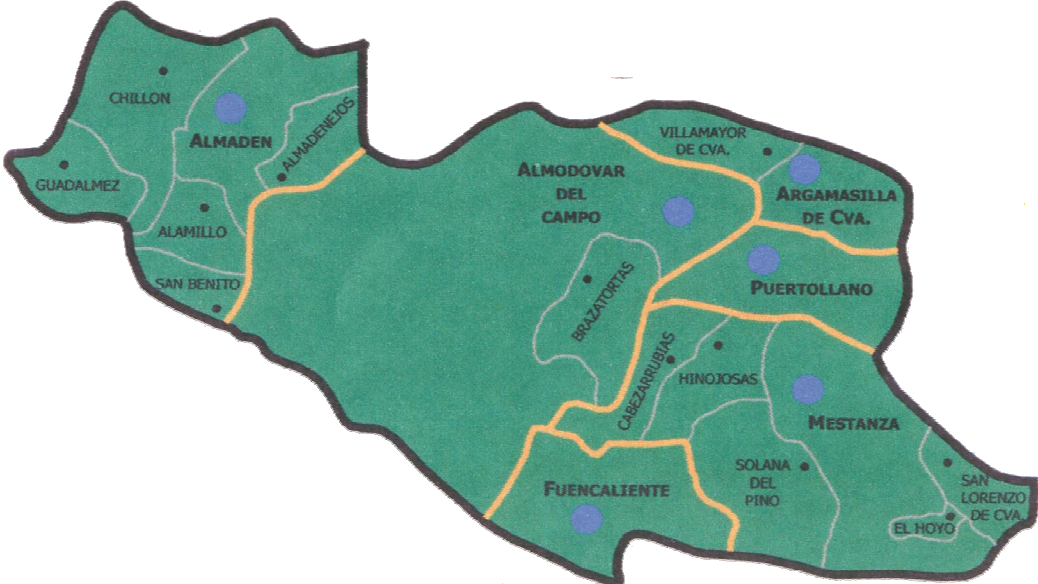 CHILLON
ALMADEN
ALMADENEJOS
GUADALMEZ
ALAMILLO
SAN BENITO
ALMODOVAR
DEL
CAMPO
BRAZATORTAS
VILLAMAYOR
DE CVA.
ARGAMASILLA
DE CVA.
PUERTOLLANO
CABEZARRUBIAS
HINOJOSAS
MESTANZA
FUENCALIENTE
SOLANA
DEL
PINO
SAN
LORENZO
DE CVA.
EL HOYO